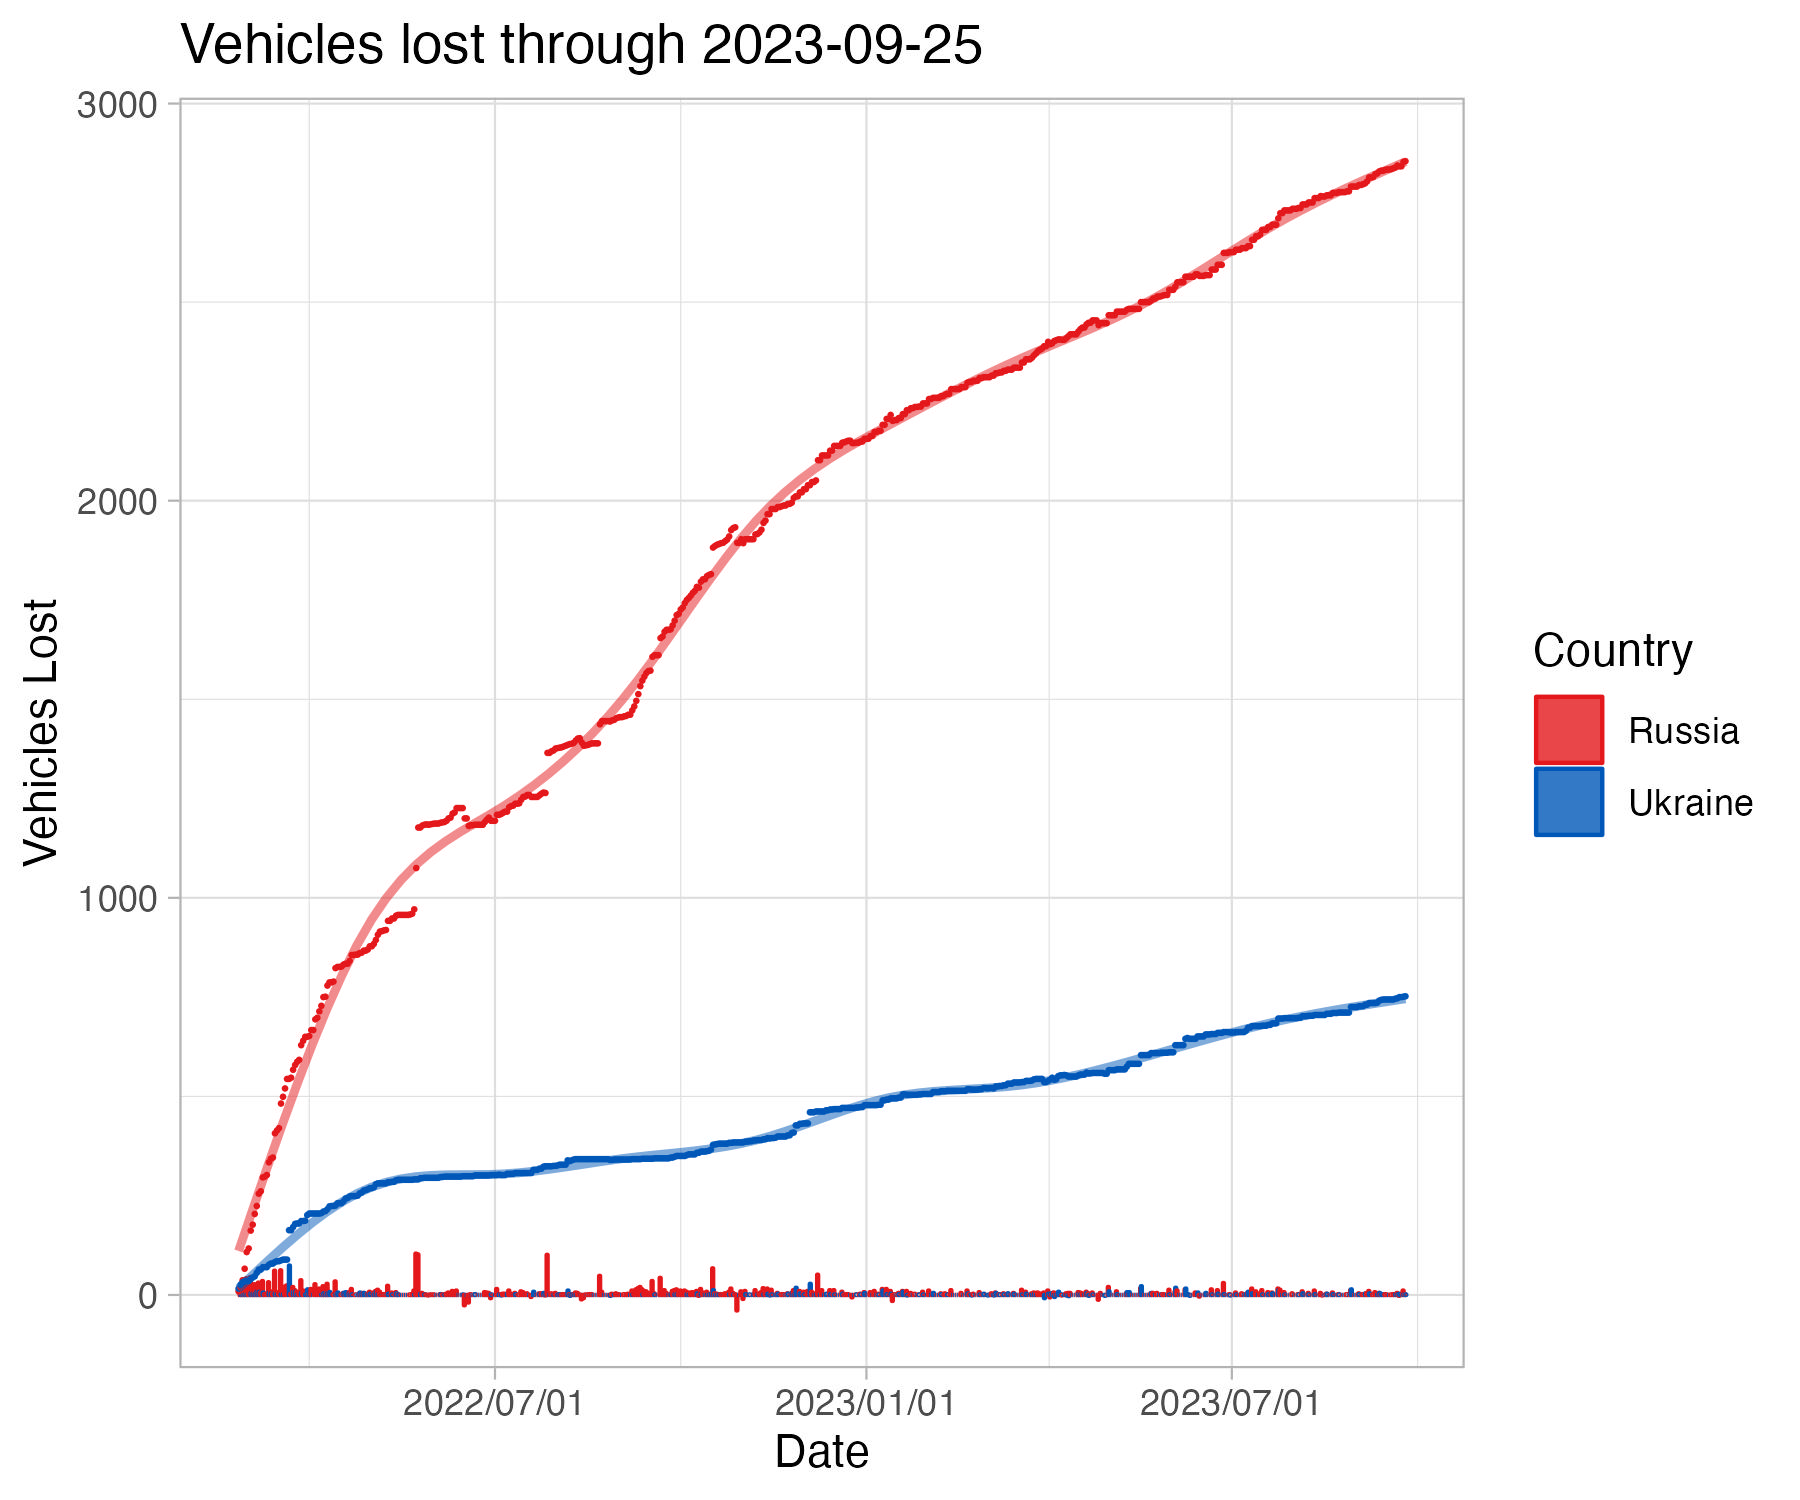 Vehicles lost through 2023-09-25
3000
2000
1000
0
Vehicles Lost
2022/07/01
2023/01/01
2023/07/01
Date
Country
Russia
Ukraine